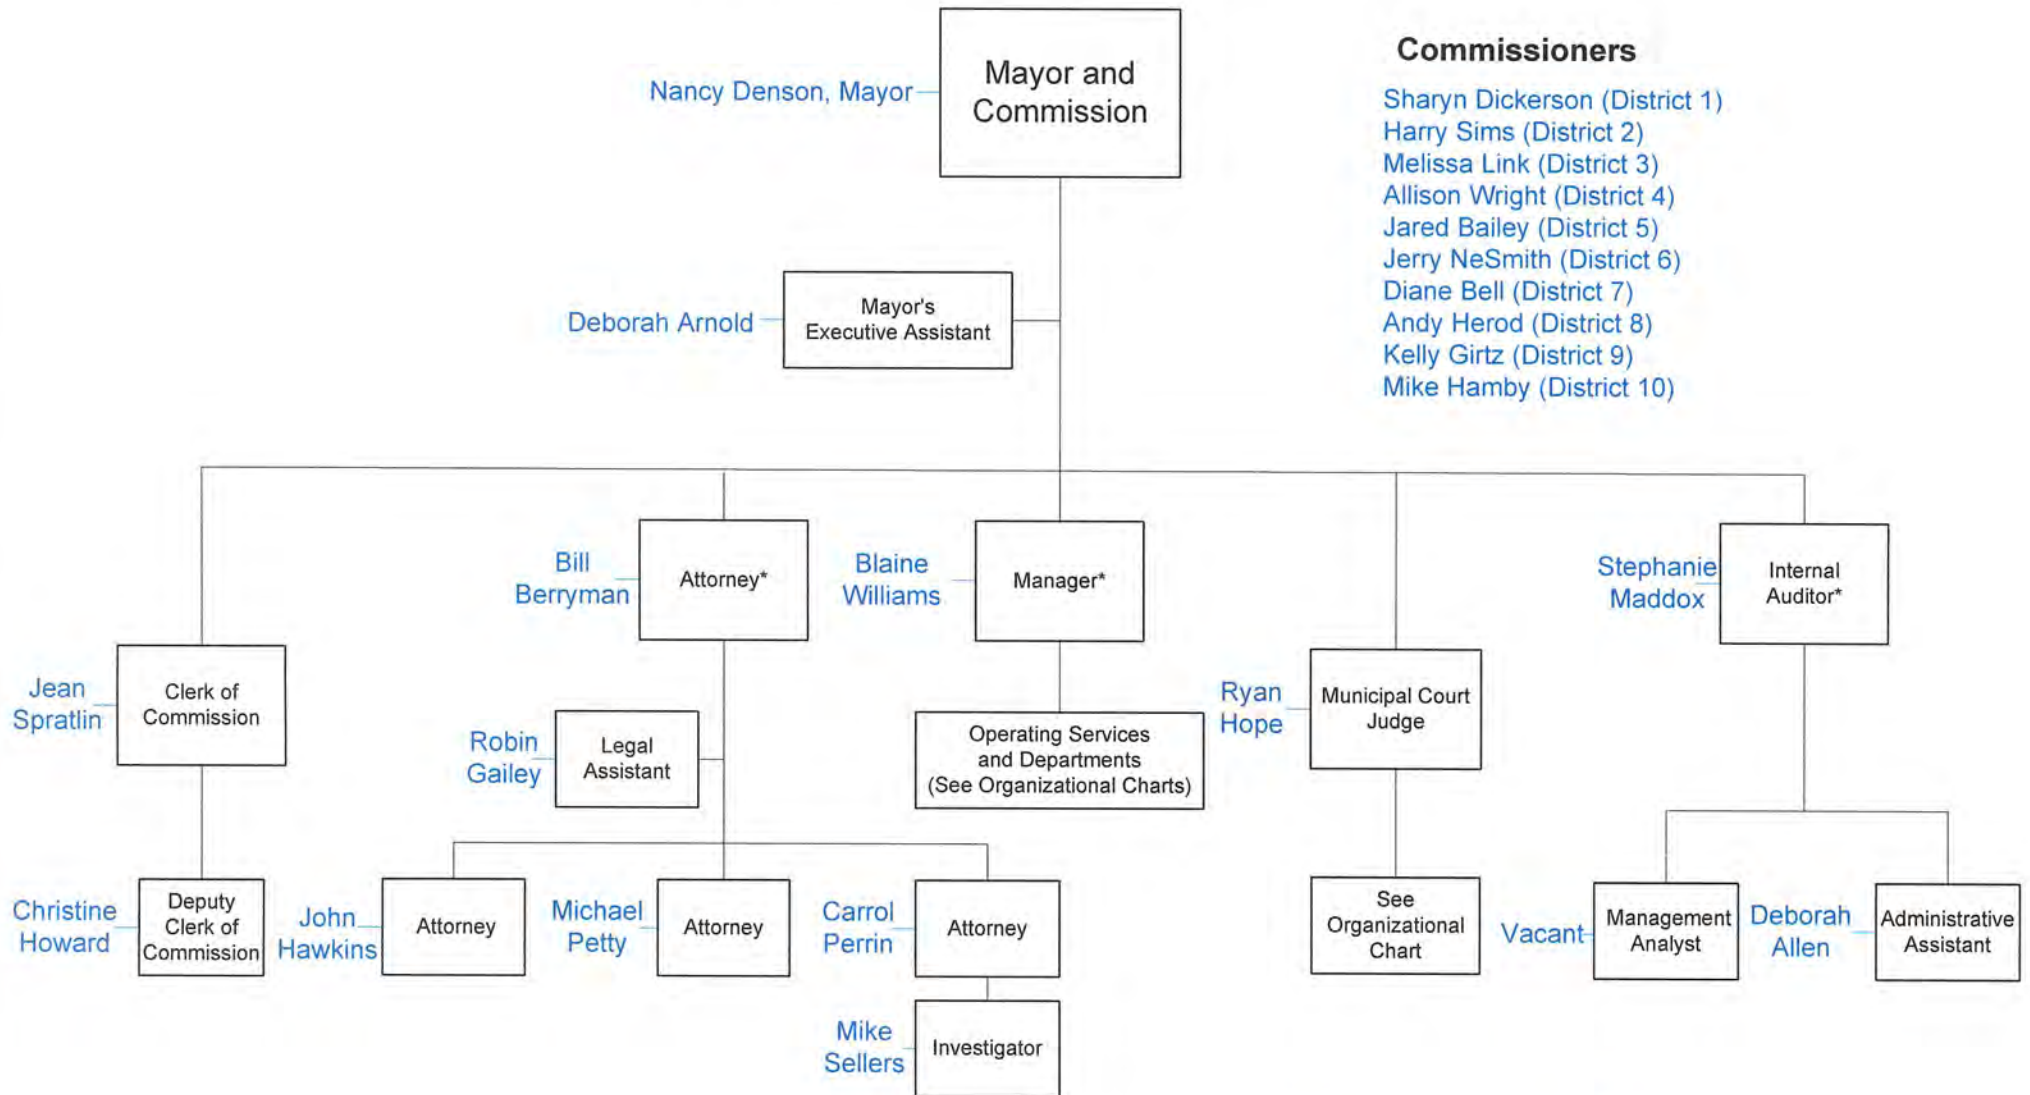 Mayor and
Commission
Nancy Denson, Mayor
Commissioners
Sharyn Dickerson (District 1)
Harry Sims (District 2)
Melissa Link (District 3)
Allison Wright (District 4)
Jared Bailey (District 5)
Jerry NeSmith (District 6)
Diane Bell (District 7)
Andy Herod (District 8)
Kelly Girtz (District 9)
Mike Hamby (District 10)
Deborah Arnold
Mayor's
Executive Assistant
Bill
Berryman
Attorney*
Blaine
Williams
Manager*
Stephanie
Maddox
Internal
Auditor*
Jean
Spratlin
Clerk of
Commission
Robin
Gailey
Legal
Assistant
Operating Services
and Departments
(See Organizational Charts)
Ryan
Hope
Municipal Court
Judge
Christine
Howard
Deputy
Clerk of
Commission
John
Hawkins
Attorney
Michael
Petty
Attorney
Carrol
Perrin
Attorney
See
Organizational
Chart
Vacant
Management
Analyst
Deborah
Allen
Administrative
Assistant
Mike
Sellers
Investigator